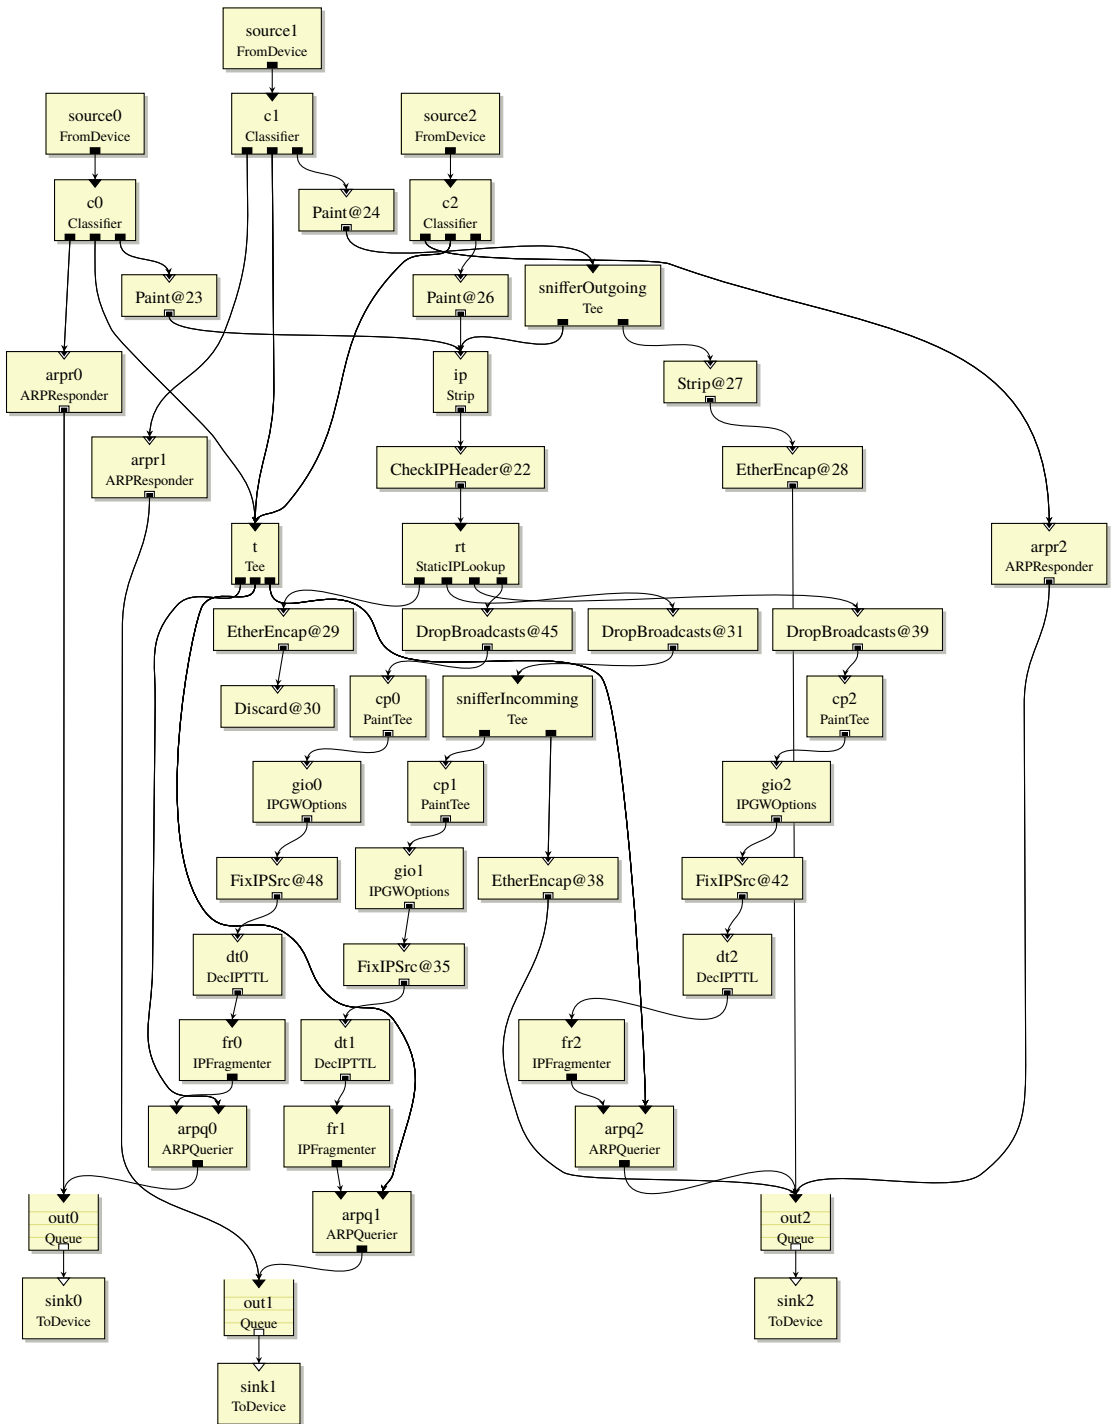 source1
FromDevice
source0
FromDevice
c1
Classifier
source2
FromDevice
c0
Classifier
Paint@24
c2
Classifier
Paint@23
Paint@26
snifferOutgoing
Tee
arpr0
ARPResponder
ip
Strip
Strip@27
arpr1
ARPResponder
CheckIPHeader@22
EtherEncap@28
t
Tee
rt
StaticIPLookup
arpr2
ARPResponder
EtherEncap@29
DropBroadcasts@45
DropBroadcasts@31
DropBroadcasts@39
Discard@30
cp0
PaintTee
snifferIncomming
Tee
cp2
PaintTee
gio0
IPGWOptions
cp1
PaintTee
gio2
IPGWOptions
FixIPSrc@48
gio1
IPGWOptions
EtherEncap@38
FixIPSrc@42
dt0
DecIPTTL
FixIPSrc@35
dt2
DecIPTTL
fr0
IPFragmenter
dt1
DecIPTTL
fr2
IPFragmenter
arpq0
ARPQuerier
fr1
IPFragmenter
arpq2
ARPQuerier
out0
Queue
arpq1
ARPQuerier
out2
Queue
sink0
ToDevice
out1
Queue
sink2
ToDevice
sink1
ToDevice